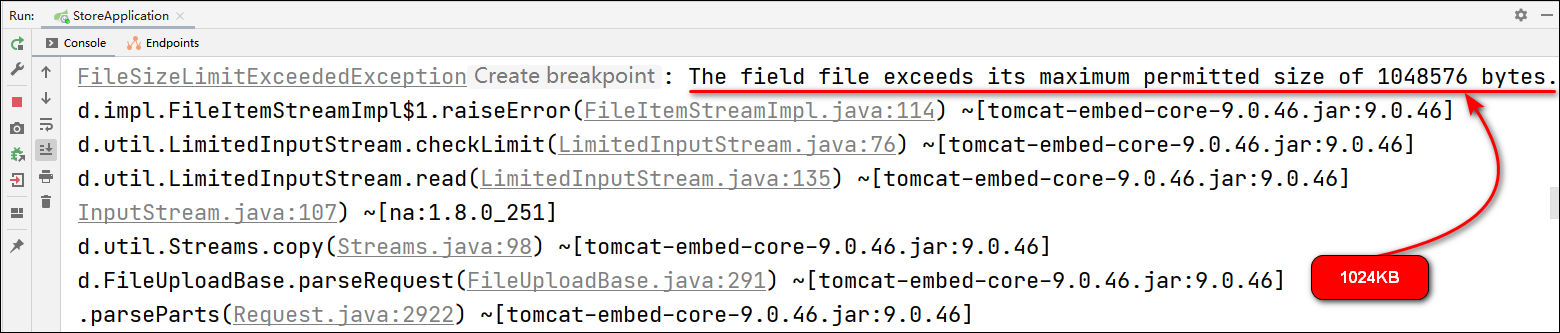 Run: StoreApplication
Console Endpoints
FileSizeLimitExceededException Create breakpoint : The field file exceeds its maximum permitted size of 1048576 bytes.
d.impl.FileItemStreamImpl$1.raiseError(FileItemStreamImpl.java:114) ~[tomcat-embed-core-9.0.46.jar:9.0.46]
d.util.LimitedInputStream.checkLimit(LimitedInputStream.java:76) ~[tomcat-embed-core-9.0.46.jar:9.0.46]
d.util.LimitedInputStream.read(LimitedInputStream.java:135) ~[tomcat-embed-core-9.0.46.jar:9.0.46]
InputStream.java:107) ~[na:1.8.0_251]
d.util.Streams.copy(Streams.java:98) ~[tomcat-embed-core-9.0.46.jar:9.0.46]
d.FileUploadBase.parseRequest(FileUploadBase.java:291) ~[tomcat-embed-core-9.0.46.jar:9.0.46]
1024KB
.parseParts(Request.java:2922) ~[tomcat-embed-core-9.0.46.jar:9.0.46]